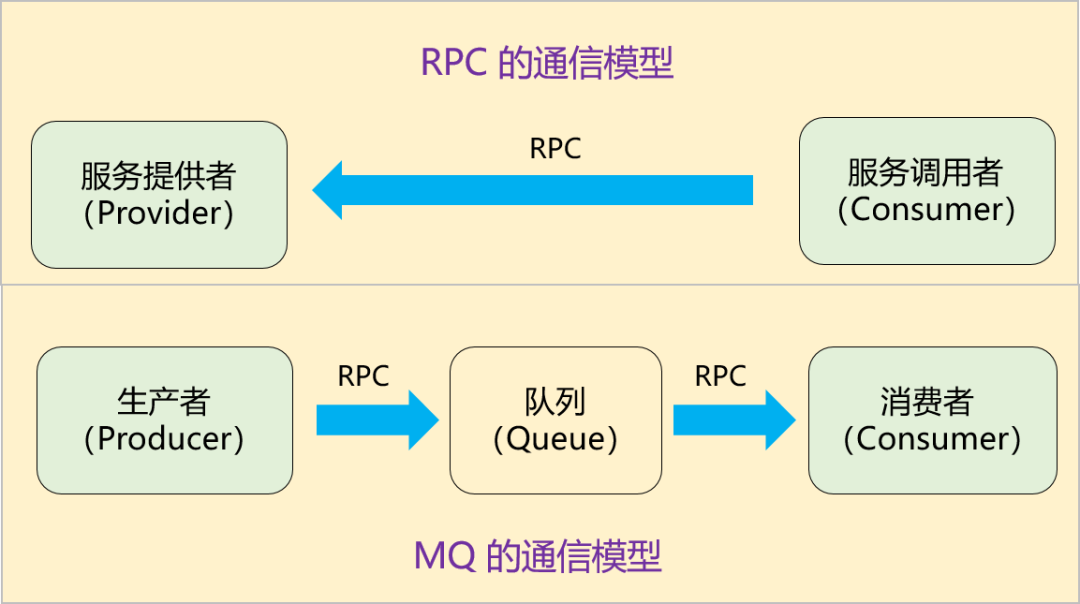 RPC 的通信模型
RPC
服务提供者
（Provider）
服务调用者
（Consumer）
生产者
（Producer）
RPC
队列
（Queue）
RPC
消费者
（Consumer）
MQ 的通信模型